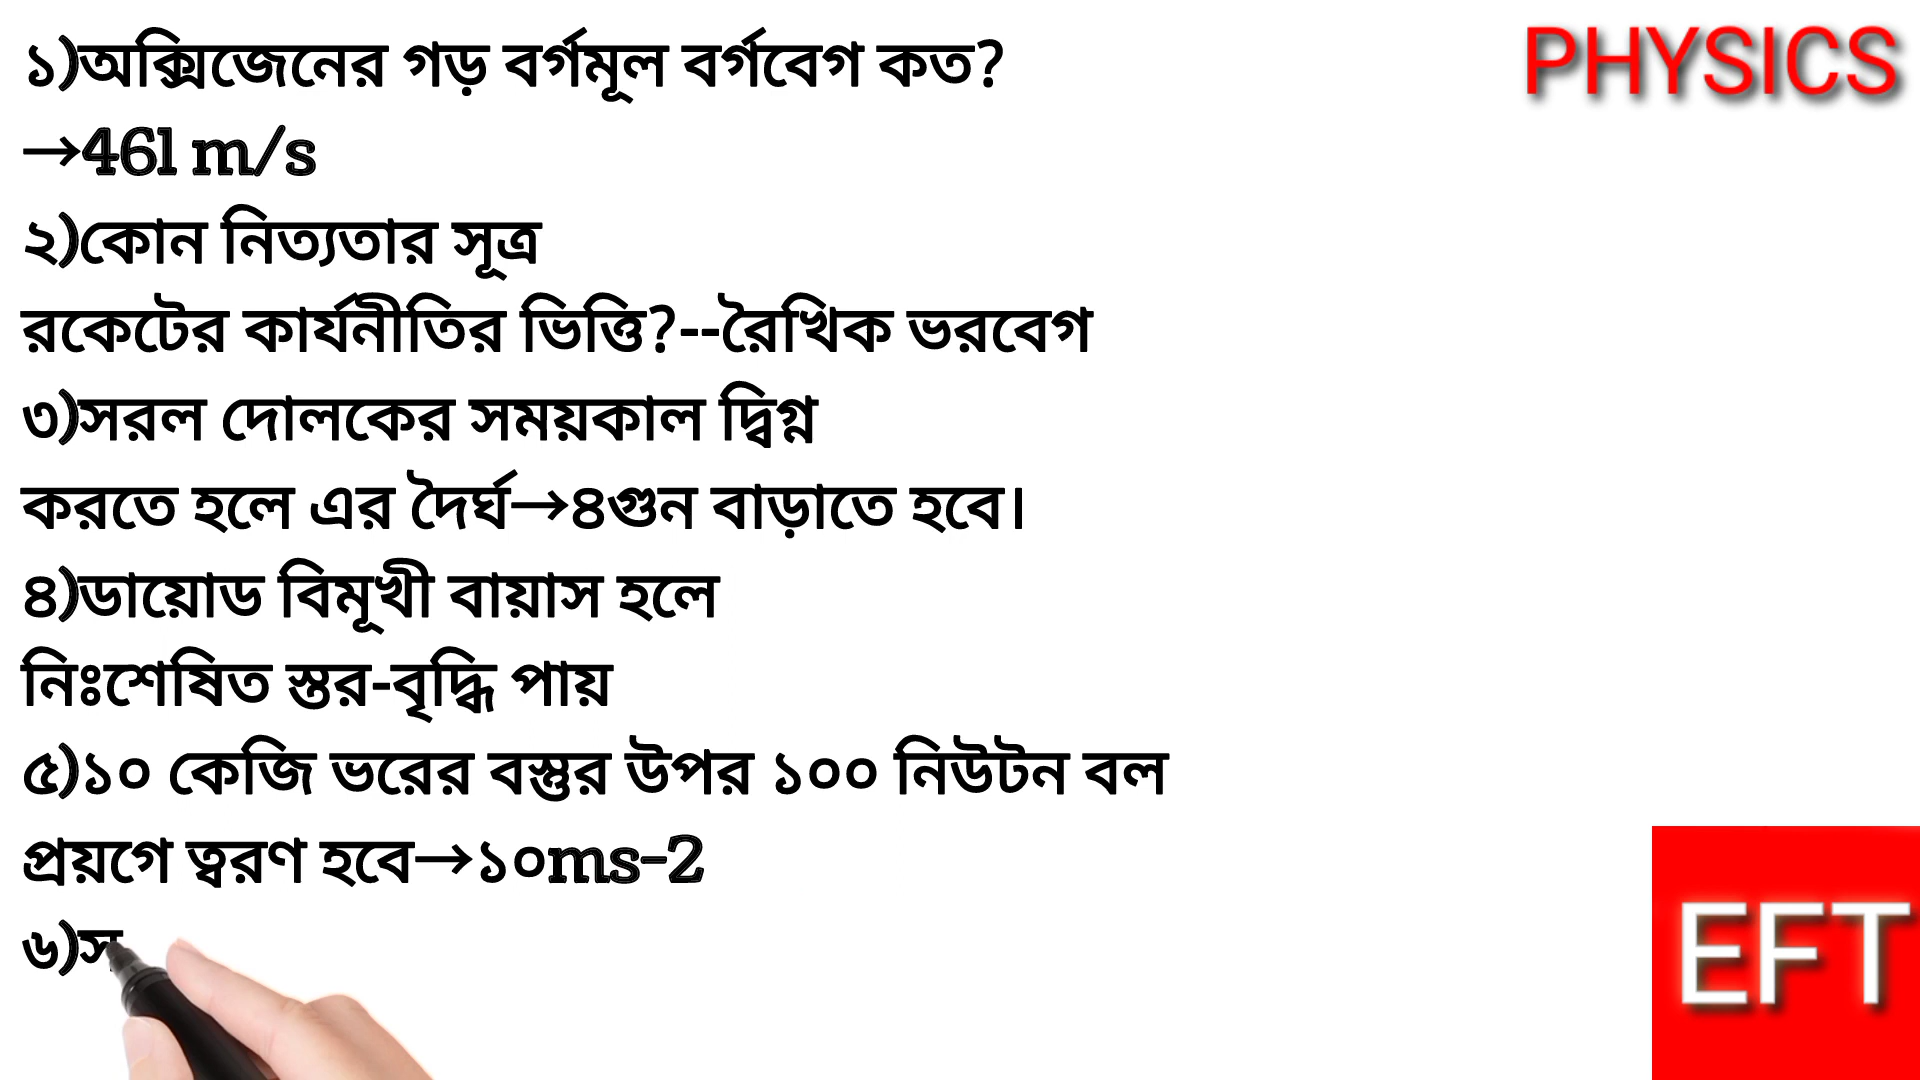 ১)অক্সিজেনের গড় বর্গমূল বর্গবেগ কত?
PHYSICS
→461 m/s
২)কোন নিত্যতার সূত্র
রকেটের কার্যনীতির ভিত্তি?--রৈখিক ভরবেগ
৩)সরল দোলকের সময়কাল দ্বিগ্ন
করতে হলে এর দৈর্ঘ→৪গুন বাড়াতে হবে।
৪)ডায়োড বিমূখী বায়াস হলে
নিঃশেষিত স্তর-বৃদ্ধি পায়
৫)১০ কেজি ভরের বস্তুর উপর ১০০ নিউটন বল
প্রয়গে ত্বরণ হবে→১০ms-2
৬)স
EFT